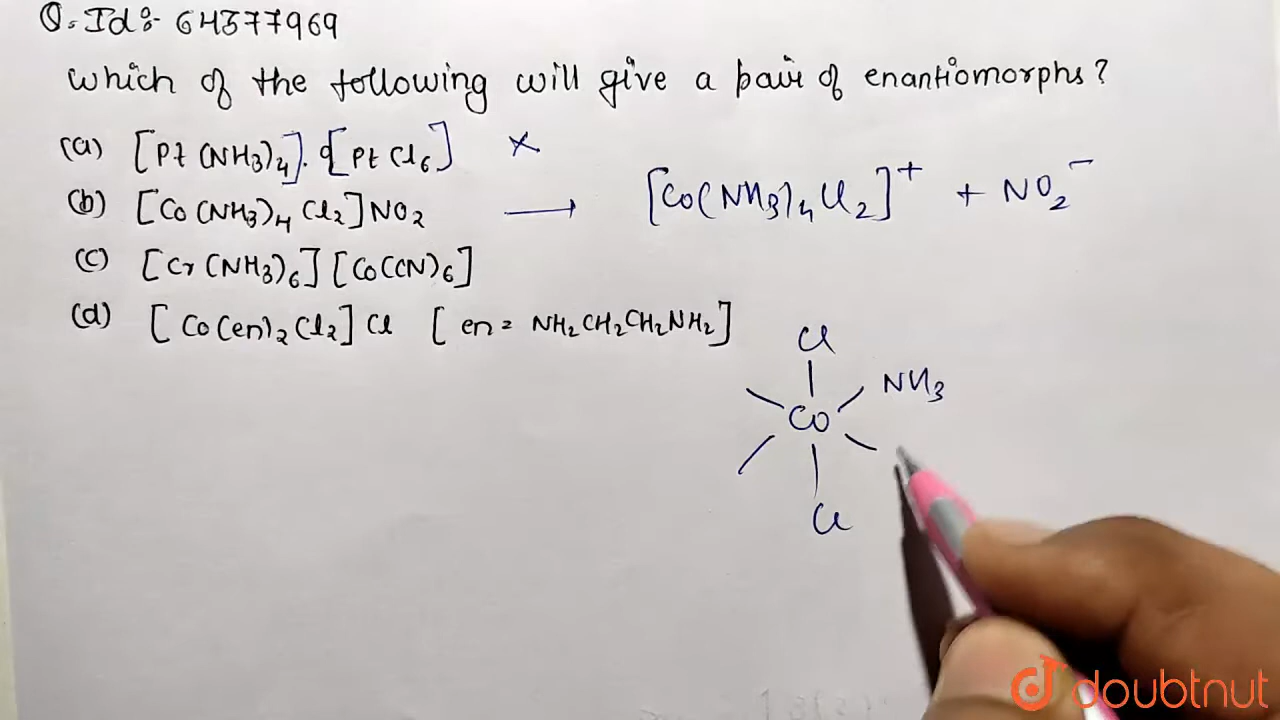 Q. Id:- 64377969
Which of the following will give a pair of enantiomorphs?
(a) [Pt(NH3)4].[PtCl6] ×
(b) [Co(NH3)4Cl2]NO2 → [Co(NH3)4Cl2]+ + NO2-
(c) [Cr(NH3)6][Co(CN)6]
(d) [Co(en)2Cl2]Cl [en = NH2CH2CH2NH2]
Cl
NH3
Co
Cl
doubtnut